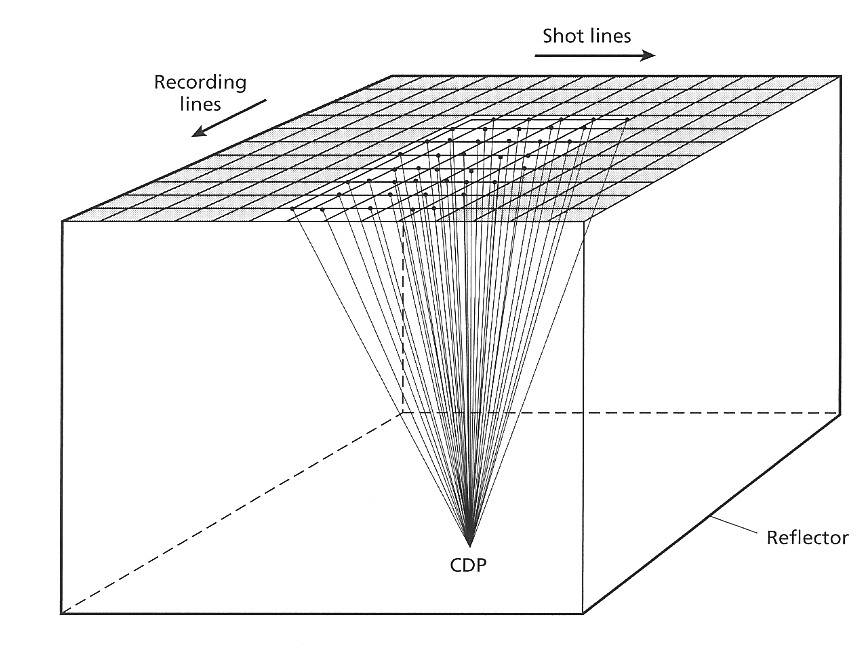 Shot lines
Recording
lines
CDP
Reflector